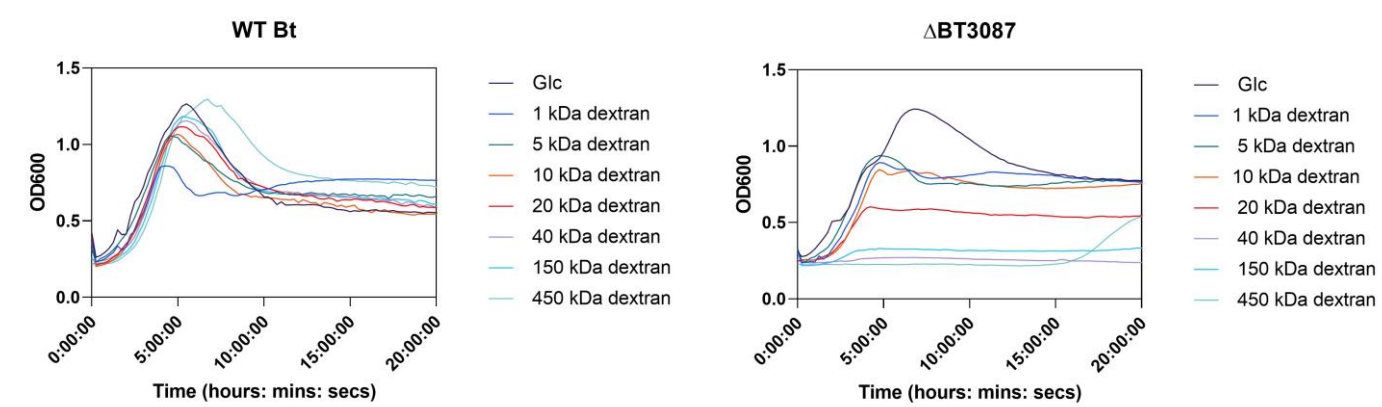 WT Bt
1.5
1.0
0.5
0.0
OD600
0:00:00
5:00:00
10:00:00
15:00:00
20:00:00
Time (hours: mins: secs)
Glc
1 kDa dextran
5 kDa dextran
10 kDa dextran
20 kDa dextran
40 kDa dextran
150 kDa dextran
450 kDa dextran
∆BT3087
1.5
1.0
0.5
0.0
OD600
0:00:00
5:00:00
10:00:00
15:00:00
20:00:00
Time (hours: mins: secs)
Glc
1 kDa dextran
5 kDa dextran
10 kDa dextran
20 kDa dextran
40 kDa dextran
150 kDa dextran
450 kDa dextran